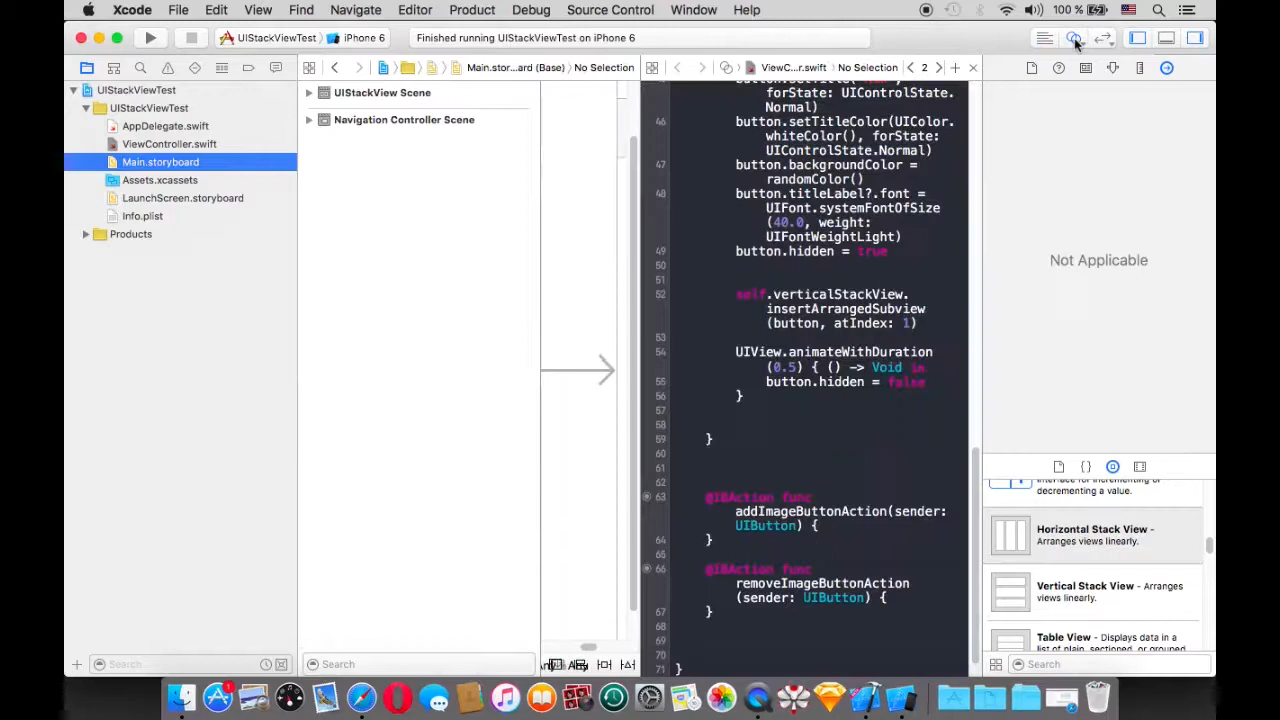 Xcode File Edit View Find Navigate Editor Product Debug Source Control Window Help 100 %
UIStackViewTest iPhone 6 Finished running UIStackViewTest on iPhone 6
Main.stor...ard (Base) No Selection ViewC...r.swift No Selection 2
UIStackViewTest
UIStackViewTest
AppDelegate.swift
ViewController.swift
Main.storyboard
Assets.xcassets
LaunchScreen.storyboard
Info.plist
Products
Search
UIStackView Scene
Navigation Controller Scene
Search
forState: UIControlState.
Normal)
46 button.setTitleColor(UIColor.
whiteColor(), forState:
UIControlState.Normal)
47 button.backgroundColor =
randomColor()
48 button.titleLabel?.font =
UIFont.systemFontOfSize
(40.0, weight:
UIFontWeightLight)
49 button.hidden = true
50
51
52 self.verticalStackView.
insertArrangedSubview
(button, atIndex: 1)
53
54 UIView.animateWithDuration
(0.5) { () -> Void in
55 button.hidden = false
56 }
57
58
59 }
60
61
62
63 @IBAction func
addImageButtonAction(sender:
UIButton) {
64 }
65
66 @IBAction func
removeImageButtonAction
(sender: UIButton) {
67 }
68
69
70
71 }
Not Applicable
interface for incrementing or
decrementing a value.
Horizontal Stack View -
Arranges views linearly.
Vertical Stack View - Arranges
views linearly.
Table View - Displays data in a
list of plain, sectioned, or grouped
Search
1